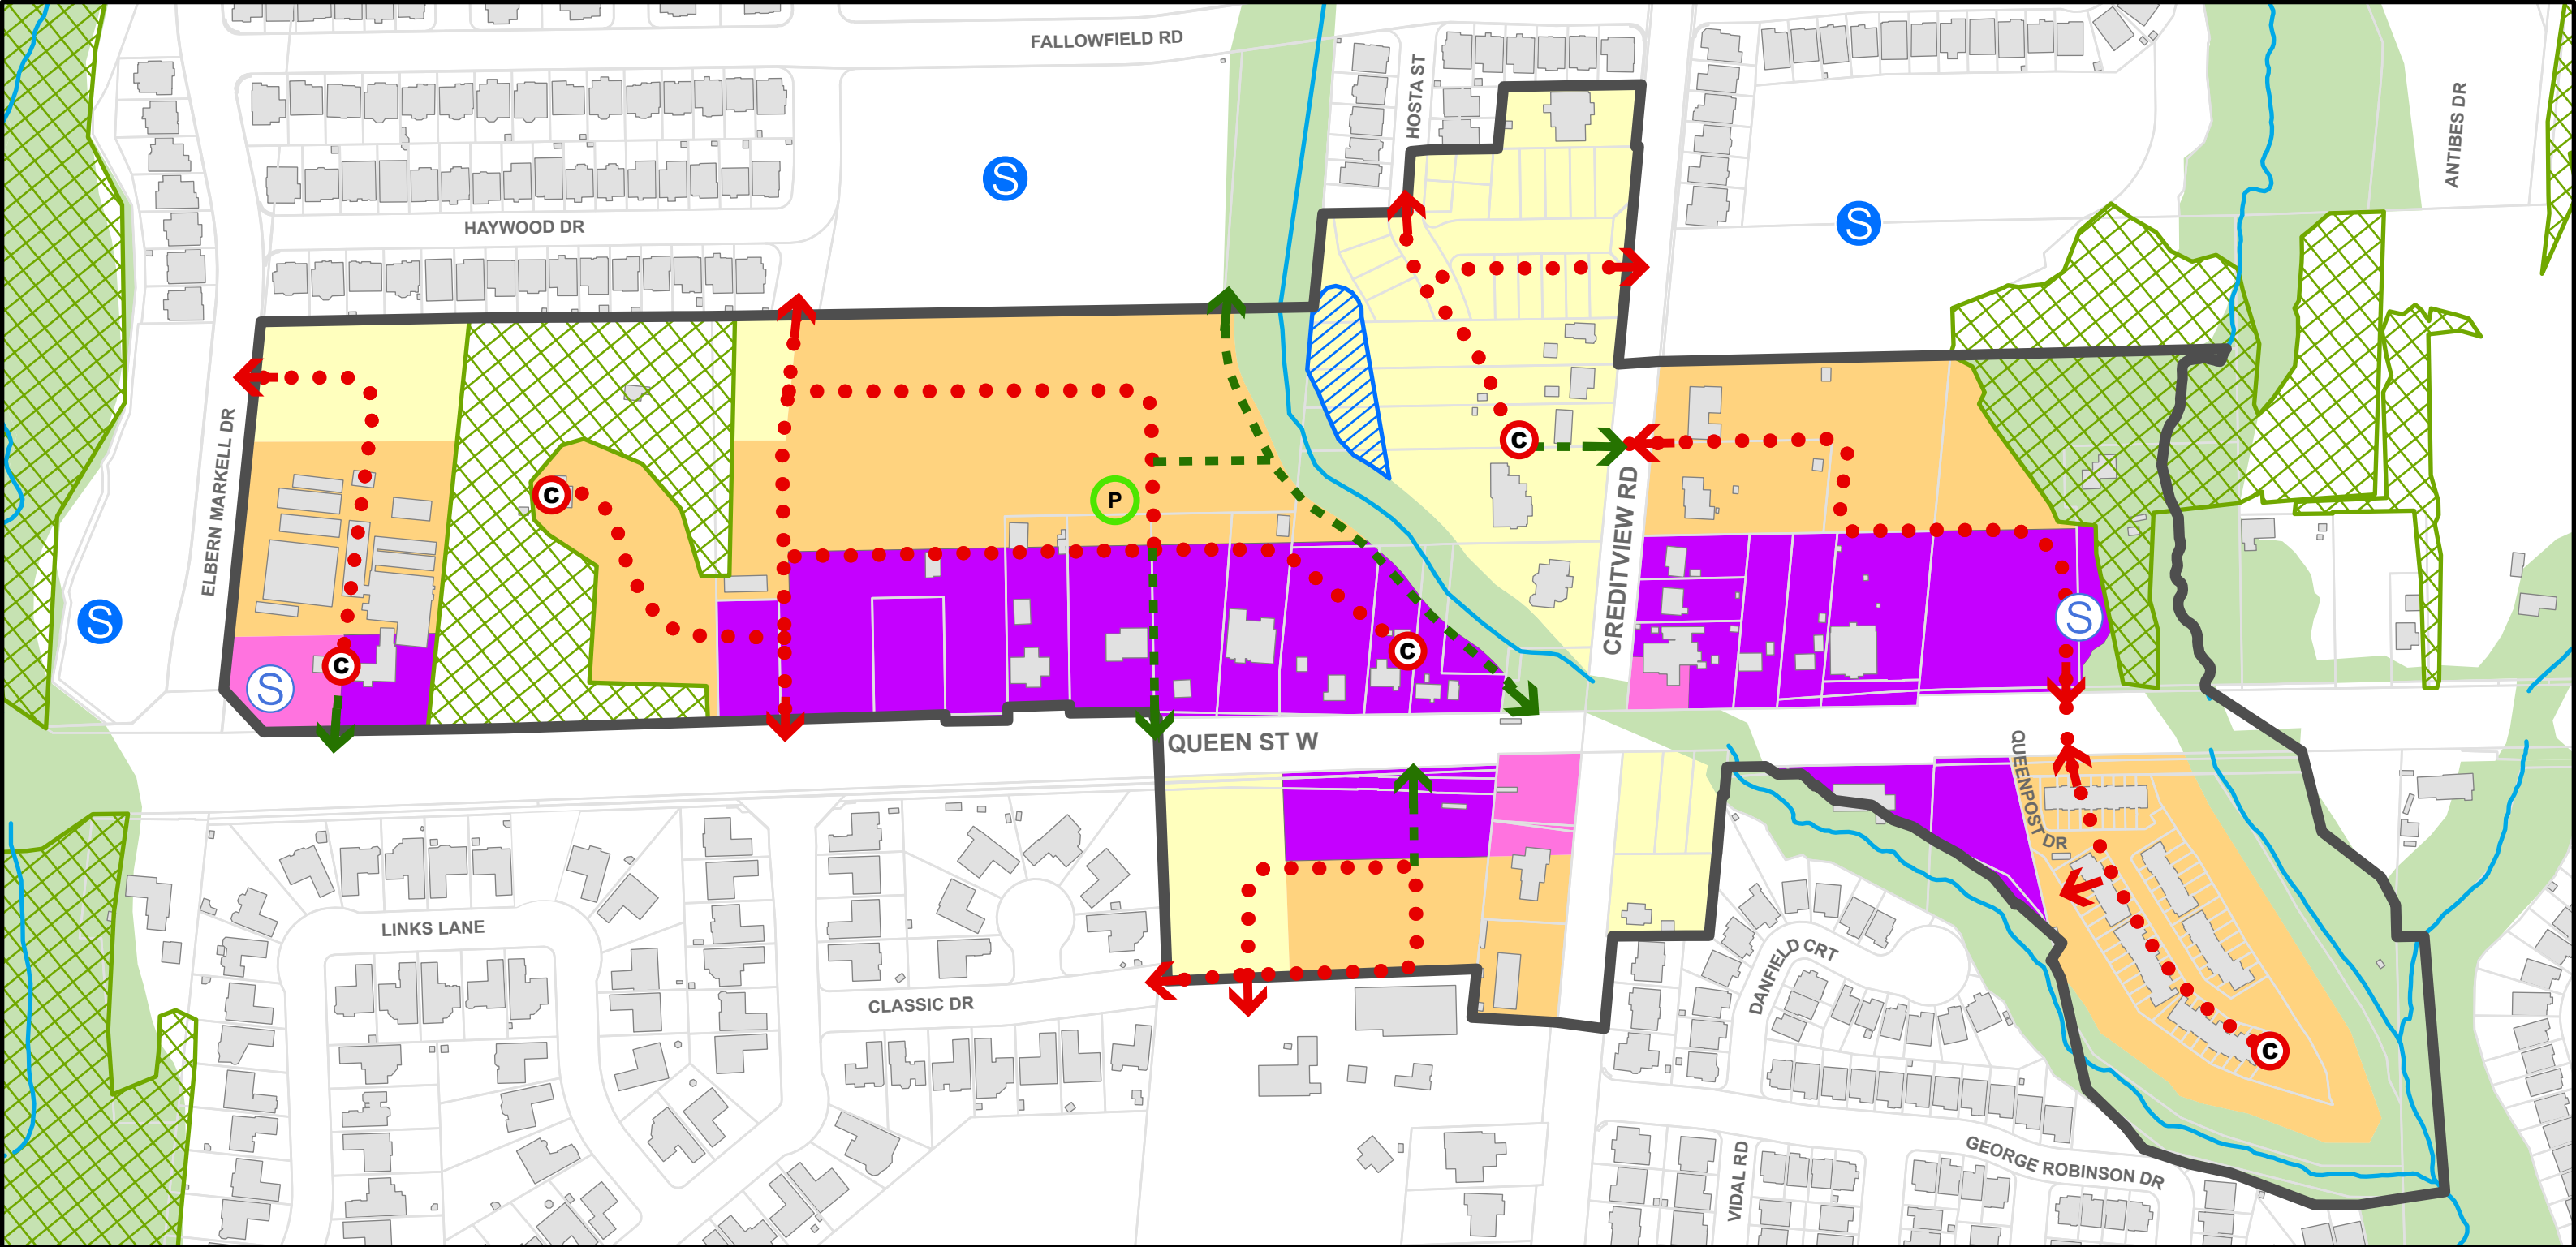 FALLOWFIELD RD
HOSTA ST
ANTIBES DR
S
S
HAYWOOD DR
ELBERN MARKELL DR
C
C
P
CREDITVIEW RD
S
S
S
C
C
QUEEN ST W
QUEENPOST DR
LINKS LANE
CLASSIC DR
DANFIELD CRT
C
VIDAL RD
GEORGE ROBINSON DR